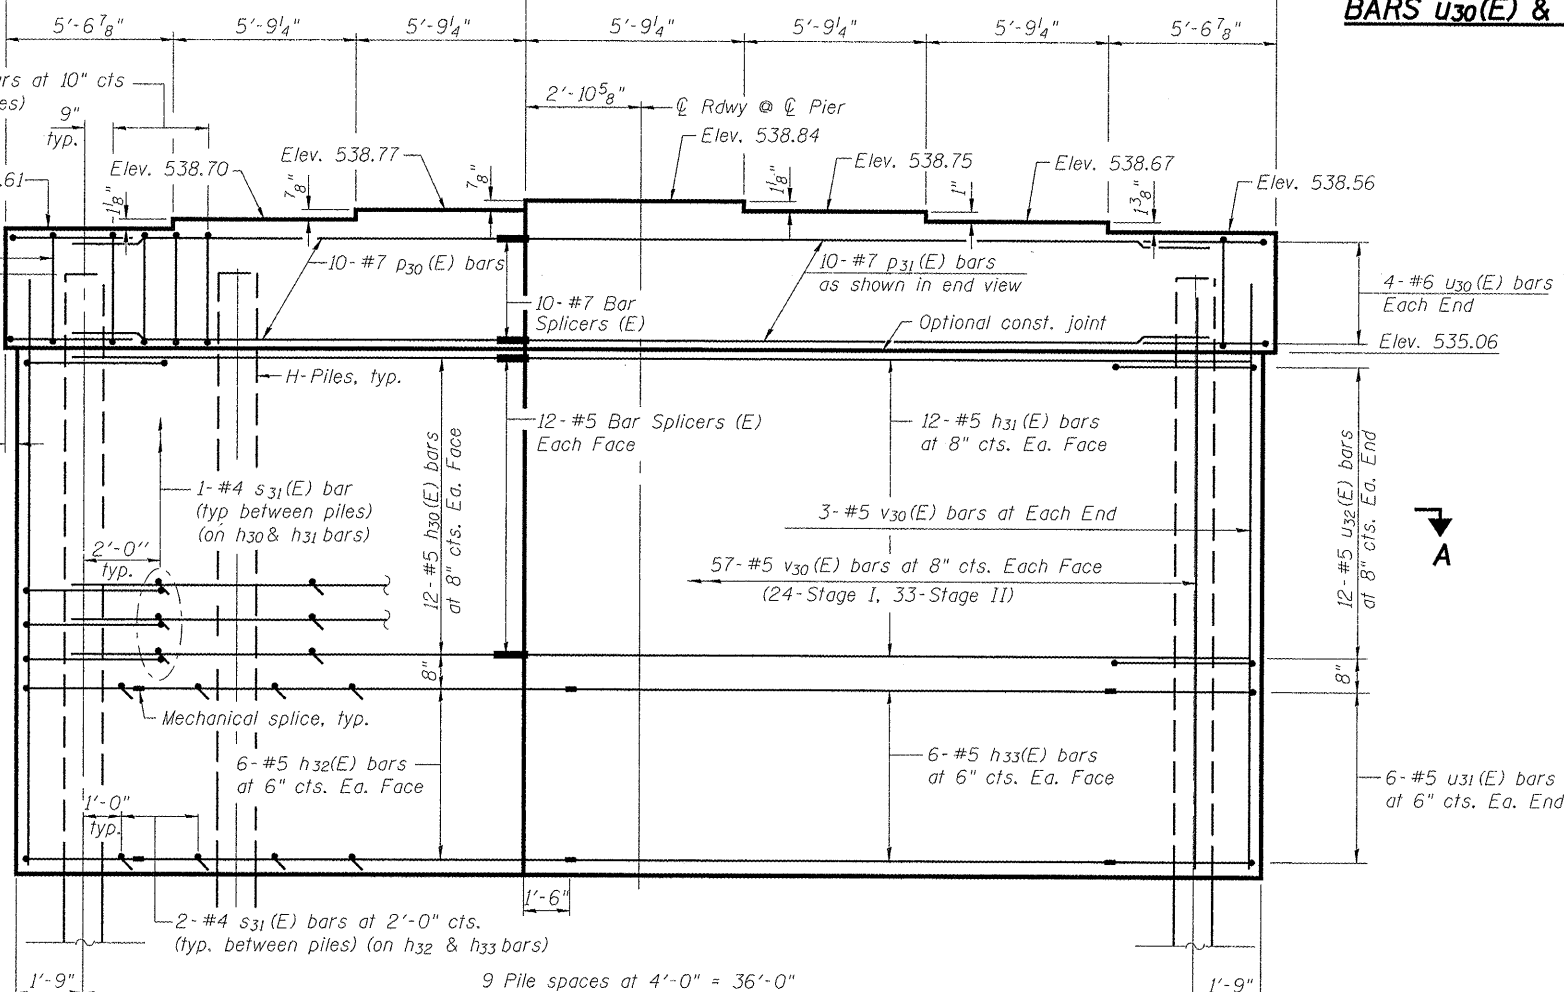 BARS u30(E) &
5'-6 7/8"
5'-9 1/4"
5'-9 1/4"
5'-9 1/4"
5'-9 1/4"
5'-9 1/4"
5'-6 7/8"
at 10" cts
9"
typ.
2'-10 5/8"
℄ Rdwy @ ℄ Pier
Elev. 538.84
.61
1 1/8"
Elev. 538.70
7/8"
Elev. 538.77
7/8"
1 1/8"
Elev. 538.75
1"
Elev. 538.67
1 3/8"
Elev. 538.56
10-#7 p30(E) bars
10-#7 Bar
Splicers (E)
10-#7 p31(E) bars
as shown in end view
Optional const. joint
4-#6 u30(E) bars
Each End
Elev. 535.06
H-Piles, typ.
12-#5 Bar Splicers (E)
Each Face
12-#5 h31(E) bars
at 8" cts. Ea. Face
12-#5 h30(E) bars
at 8" cts. Ea. Face
1-#4 s31(E) bar
(typ between piles)
(on h30 & h31 bars)
2'-0"
typ.
3-#5 v30(E) bars at Each End
57-#5 v30(E) bars at 8" cts. Each Face
(24-Stage I, 33-Stage II)
12-#5 u32(E) bars
at 8" cts. Ea. End
A
8"
8"
Mechanical splice, typ.
6-#5 h32(E) bars
at 6" cts. Ea. Face
6-#5 h33(E) bars
at 6" cts. Ea. Face
6-#5 u31(E) bars
at 6" cts. Ea. End
1'-0"
typ.
1'-6"
2-#4 s31(E) bars at 2'-0" cts.
(typ. between piles) (on h32 & h33 bars)
1'-9"
9 Pile spaces at 4'-0" = 36'-0"
1'-9"